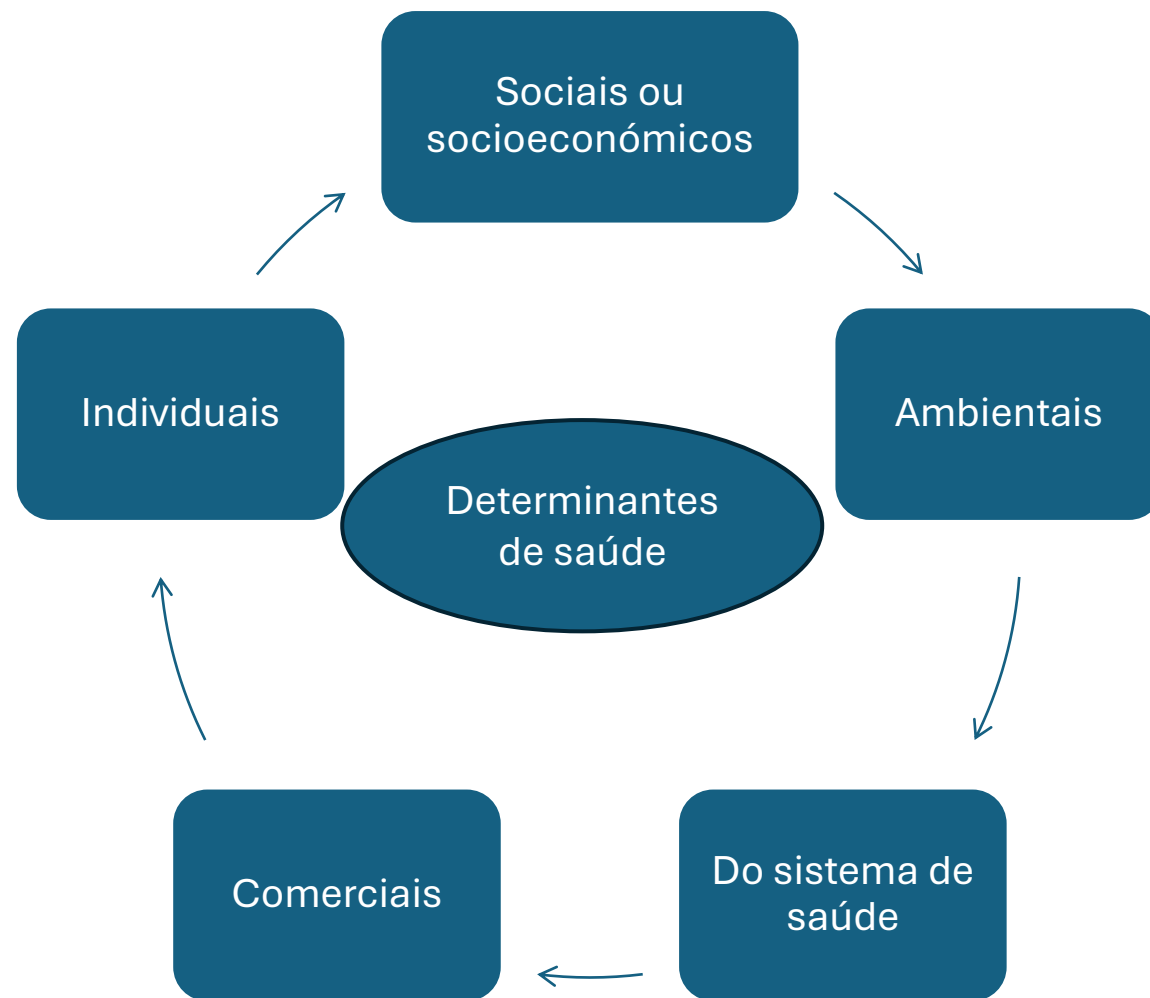 Sociais ou
socioeconómicos
Individuais
Ambientais
Determinantes
de saúde
Comerciais
Do sistema de
saúde